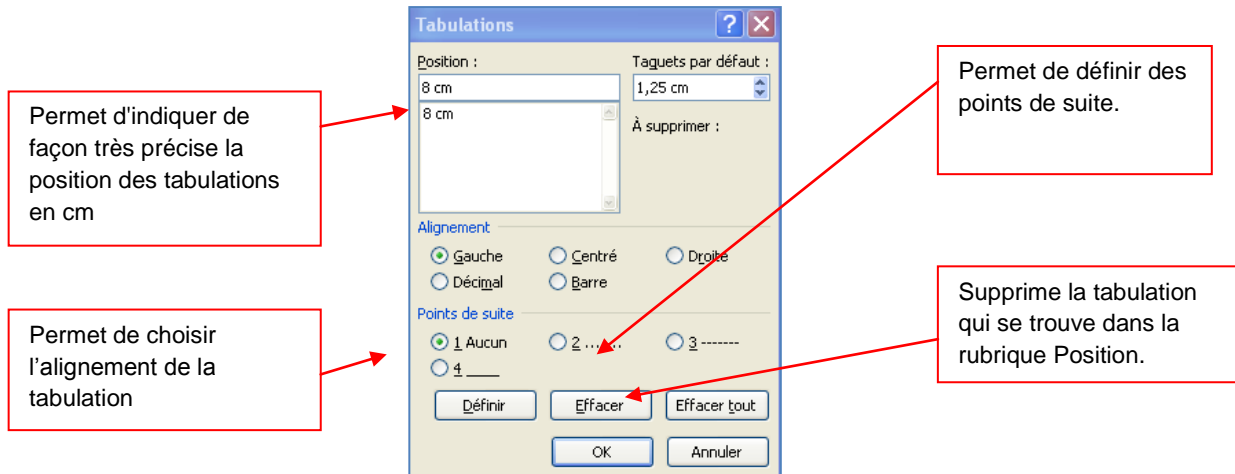 Tabulations
Position :
Taquets par défaut :
8 cm
1,25 cm
8 cm
À supprimer :
Alignement
Gauche
Centré
Droite
Décimal
Barre
Points de suite
1 Aucun
2 .......
3 -------
4 ____
Définir
Effacer
Effacer tout
OK
Annuler
Permet d'indiquer de
façon très précise la
position des tabulations
en cm
Permet de choisir
l’alignement de la
tabulation
Permet de définir des
points de suite.
Supprime la tabulation
qui se trouve dans la
rubrique Position.